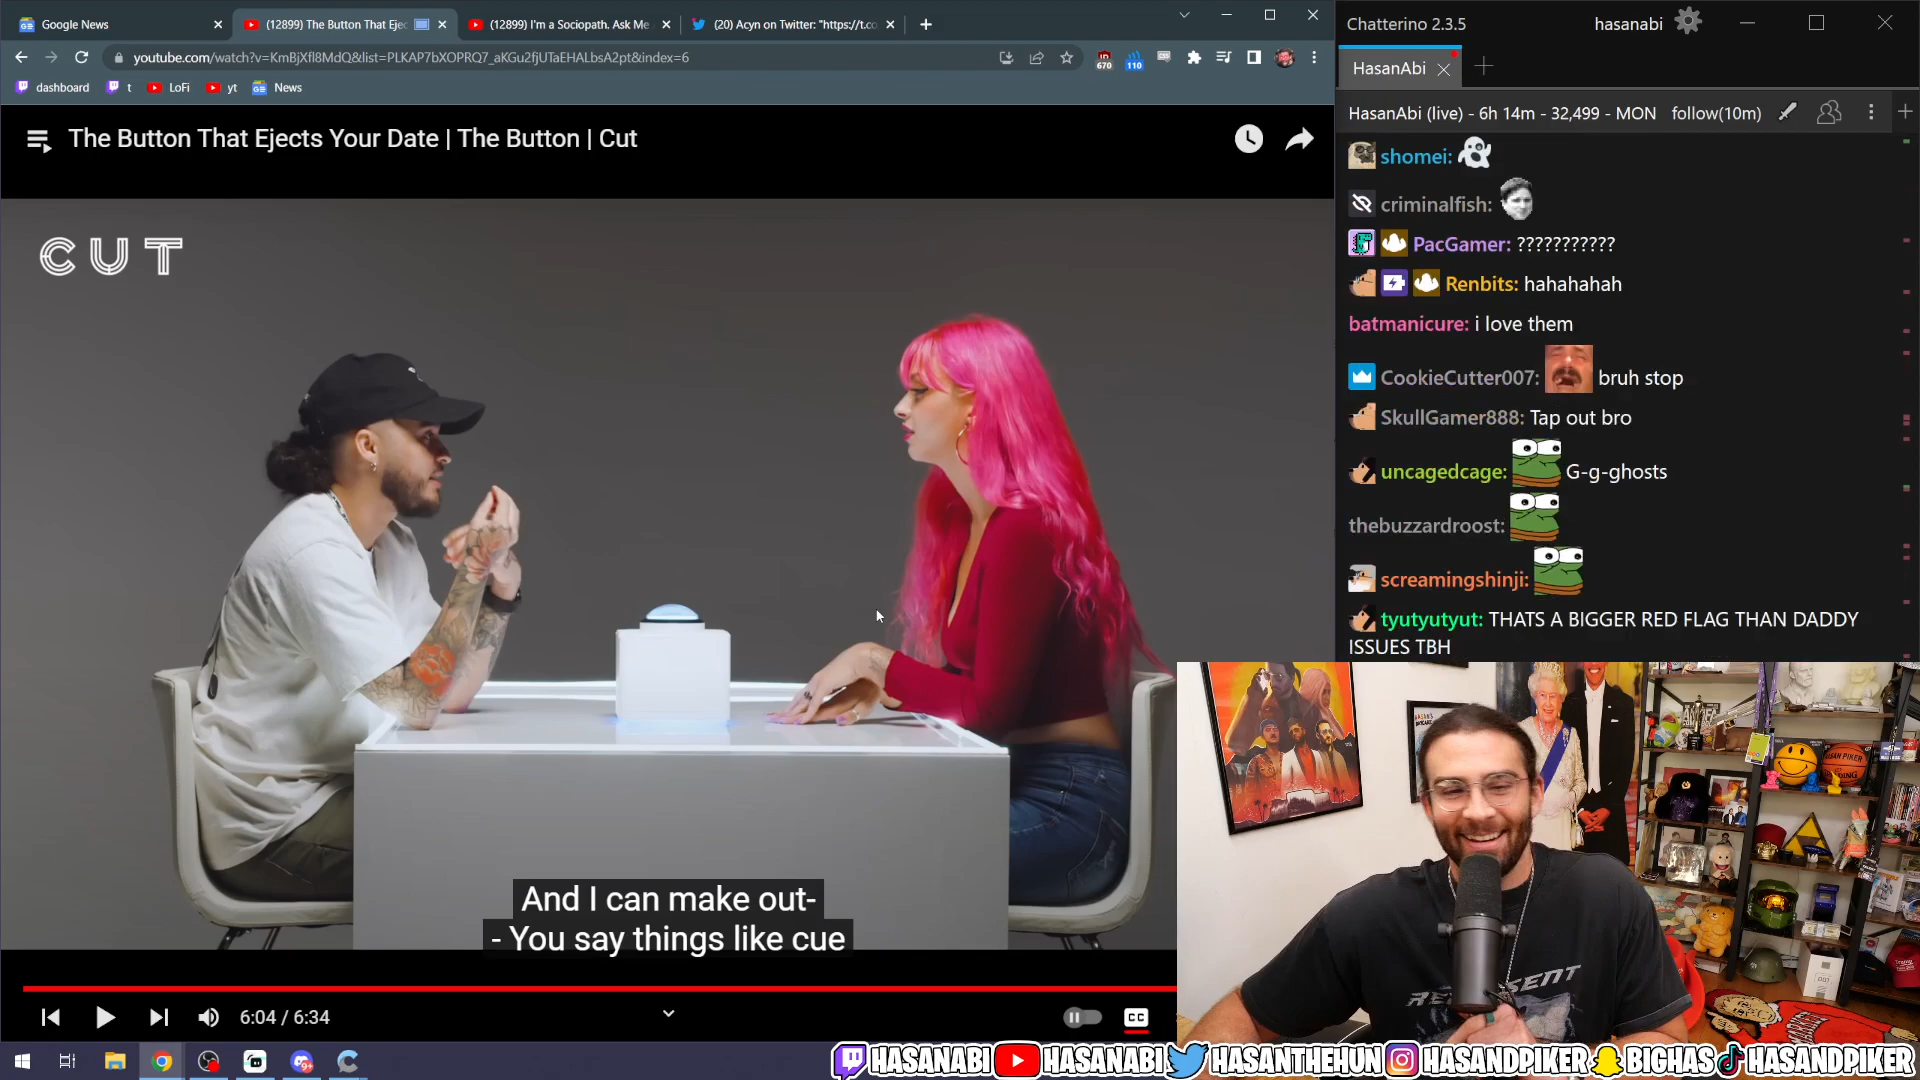 Google News
(12899) The Button That Ejec
(12899) I'm a Sociopath. Ask Me
(20) Acyn on Twitter: "https://t.co
youtube.com/watch?v=KmBjXfl8MdQ&list=PLKAP7bXOPRQ7_aKGu2fjUTaEHALbsA2pt&index=6
670
110
dashboard
t
LoFi
yt
News
The Button That Ejects Your Date | The Button | Cut
CUT
And I can make out-
- You say things like cue
6:04 / 6:34
CC
Chatterino 2.3.5
hasanabi
HasanAbi
HasanAbi (live) - 6h 14m - 32,499 - MON
follow(10m)
shomei:
criminalfish:
PacGamer: ???????????
Renbits: hahahahah
batmanicure: i love them
CookieCutter007: bruh stop
SkullGamer888: Tap out bro
uncagedcage: G-g-ghosts
thebuzzardroost:
screamingshinji:
tyutyutyut: THATS A BIGGER RED FLAG THAN DADDY
ISSUES TBH
HASANABI
HASANABI
HASANTHEHUN
HASANDPIKER
BIGHAS
HASANDPIKER